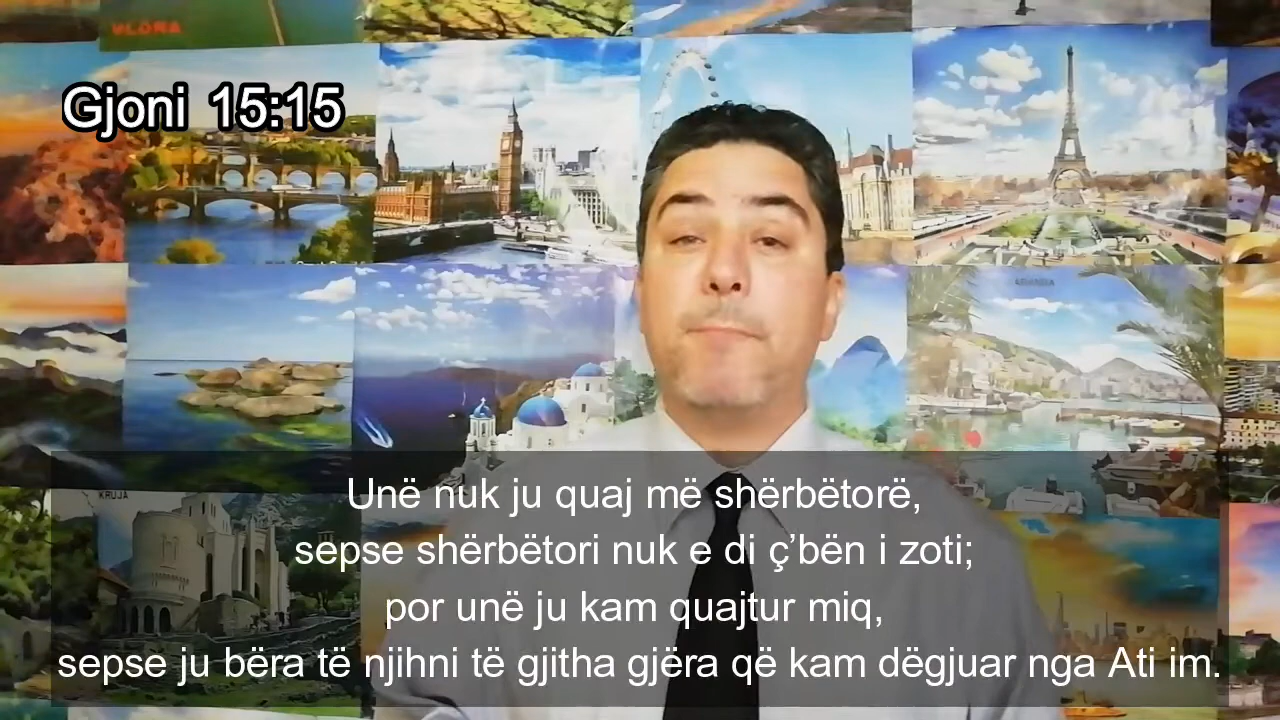 VLORA
Gjoni 15:15
KRUJA
Unë nuk ju quaj më shërbëtorë,
sepse shërbëtori nuk e di ç’bën i zoti;
por unë ju kam quajtur miq,
sepse ju bëra të njihni të gjitha gjëra që kam dëgjuar nga Ati im.